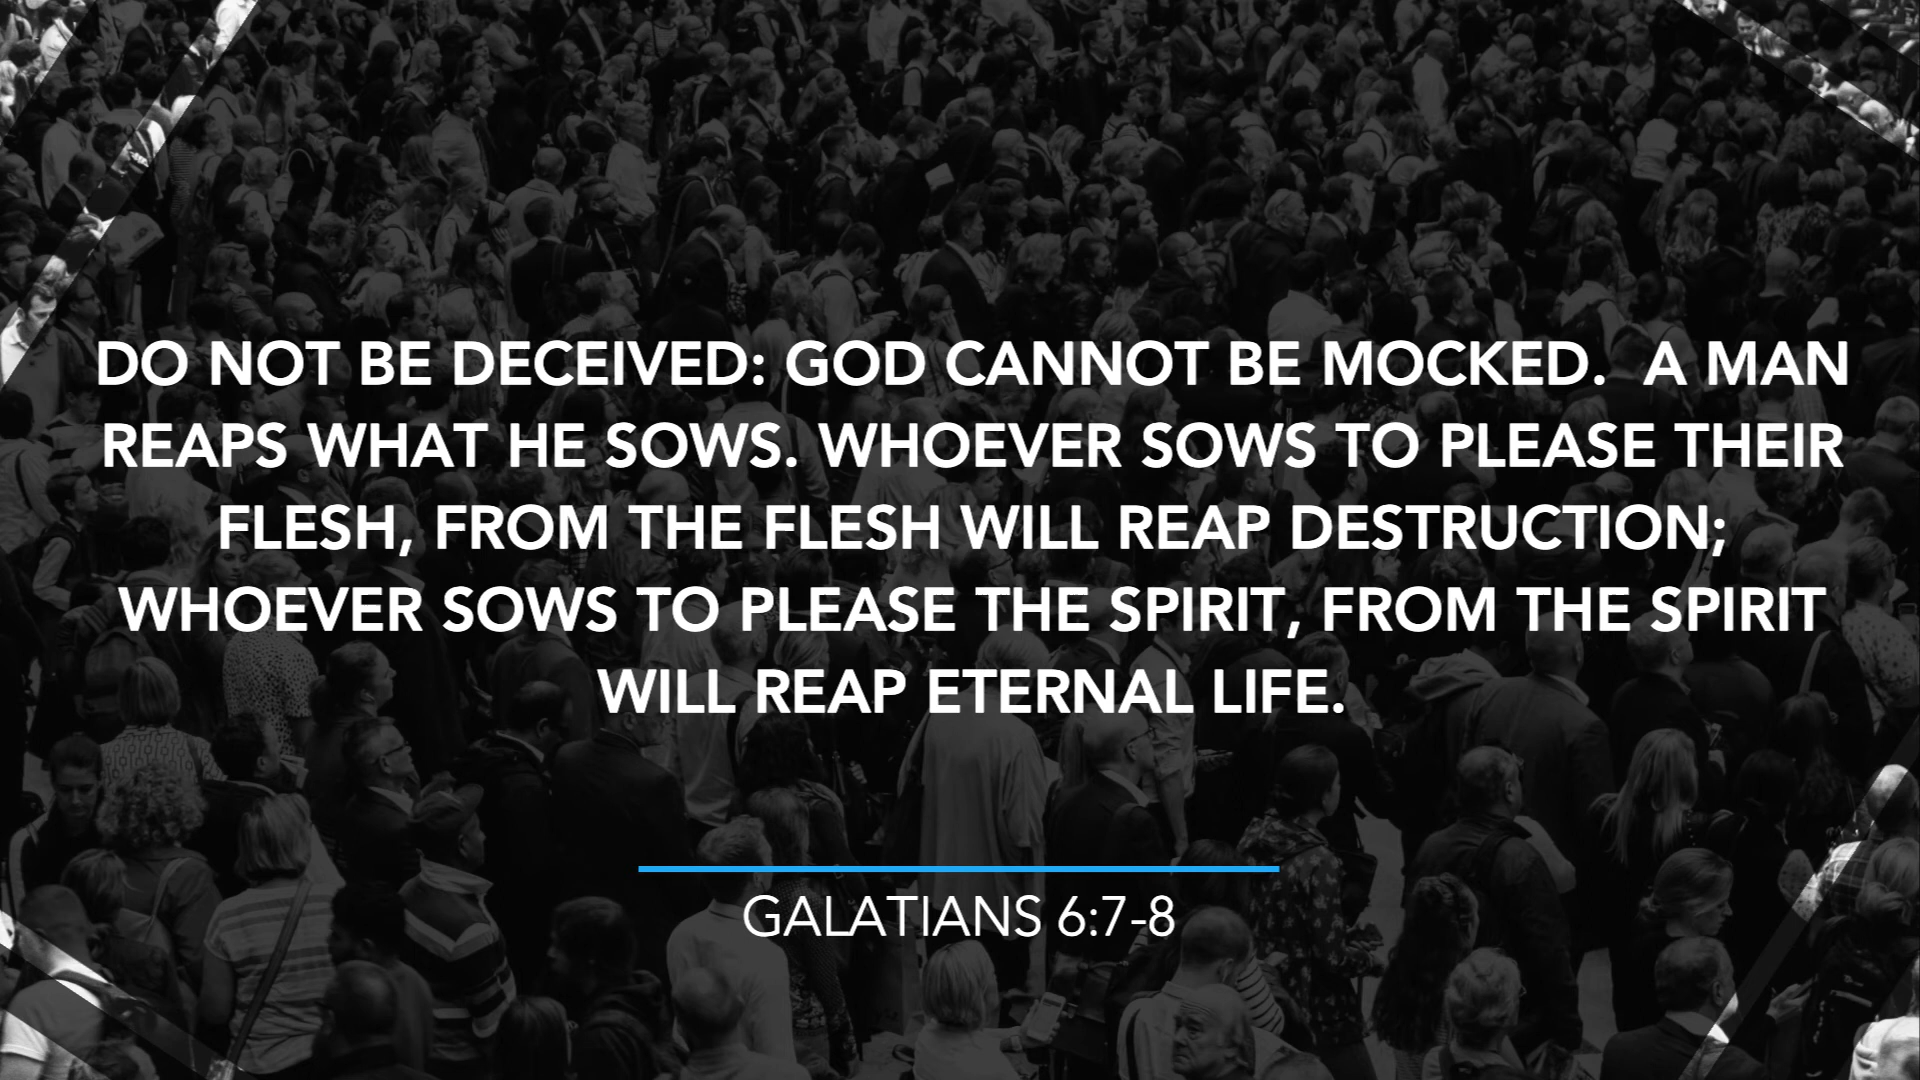 DO NOT BE DECEIVED: GOD CANNOT BE MOCKED.  A MAN
REAPS WHAT HE SOWS. WHOEVER SOWS TO PLEASE THEIR
FLESH, FROM THE FLESH WILL REAP DESTRUCTION;
WHOEVER SOWS TO PLEASE THE SPIRIT, FROM THE SPIRIT
WILL REAP ETERNAL LIFE.
GALATIANS 6:7-8